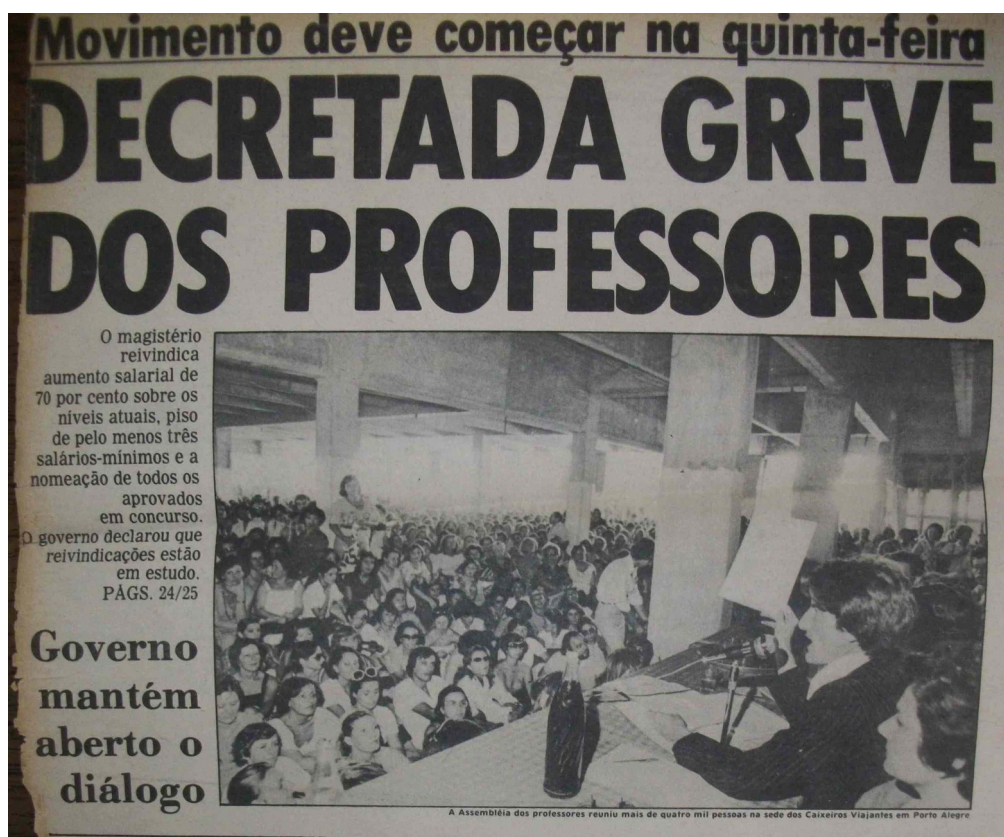 Movimento deve começar na quinta-feira
DECRETADA GREVE
DOS PROFESSORES
O magistério
reivindica
aumento salarial de
70 por cento sobre os
níveis atuais, piso
de pelo menos três
salários-mínimos e a
nomeação de todos os
aprovados
em concurso.
O governo declarou que
reivindicações estão
em estudo.
PÁGS. 24/25
Governo
mantém
aberto o
diálogo
A Assembléia dos professores reuniu mais de quatro mil pessoas na sede dos Caixeiros Viajantes em Porto Alegre